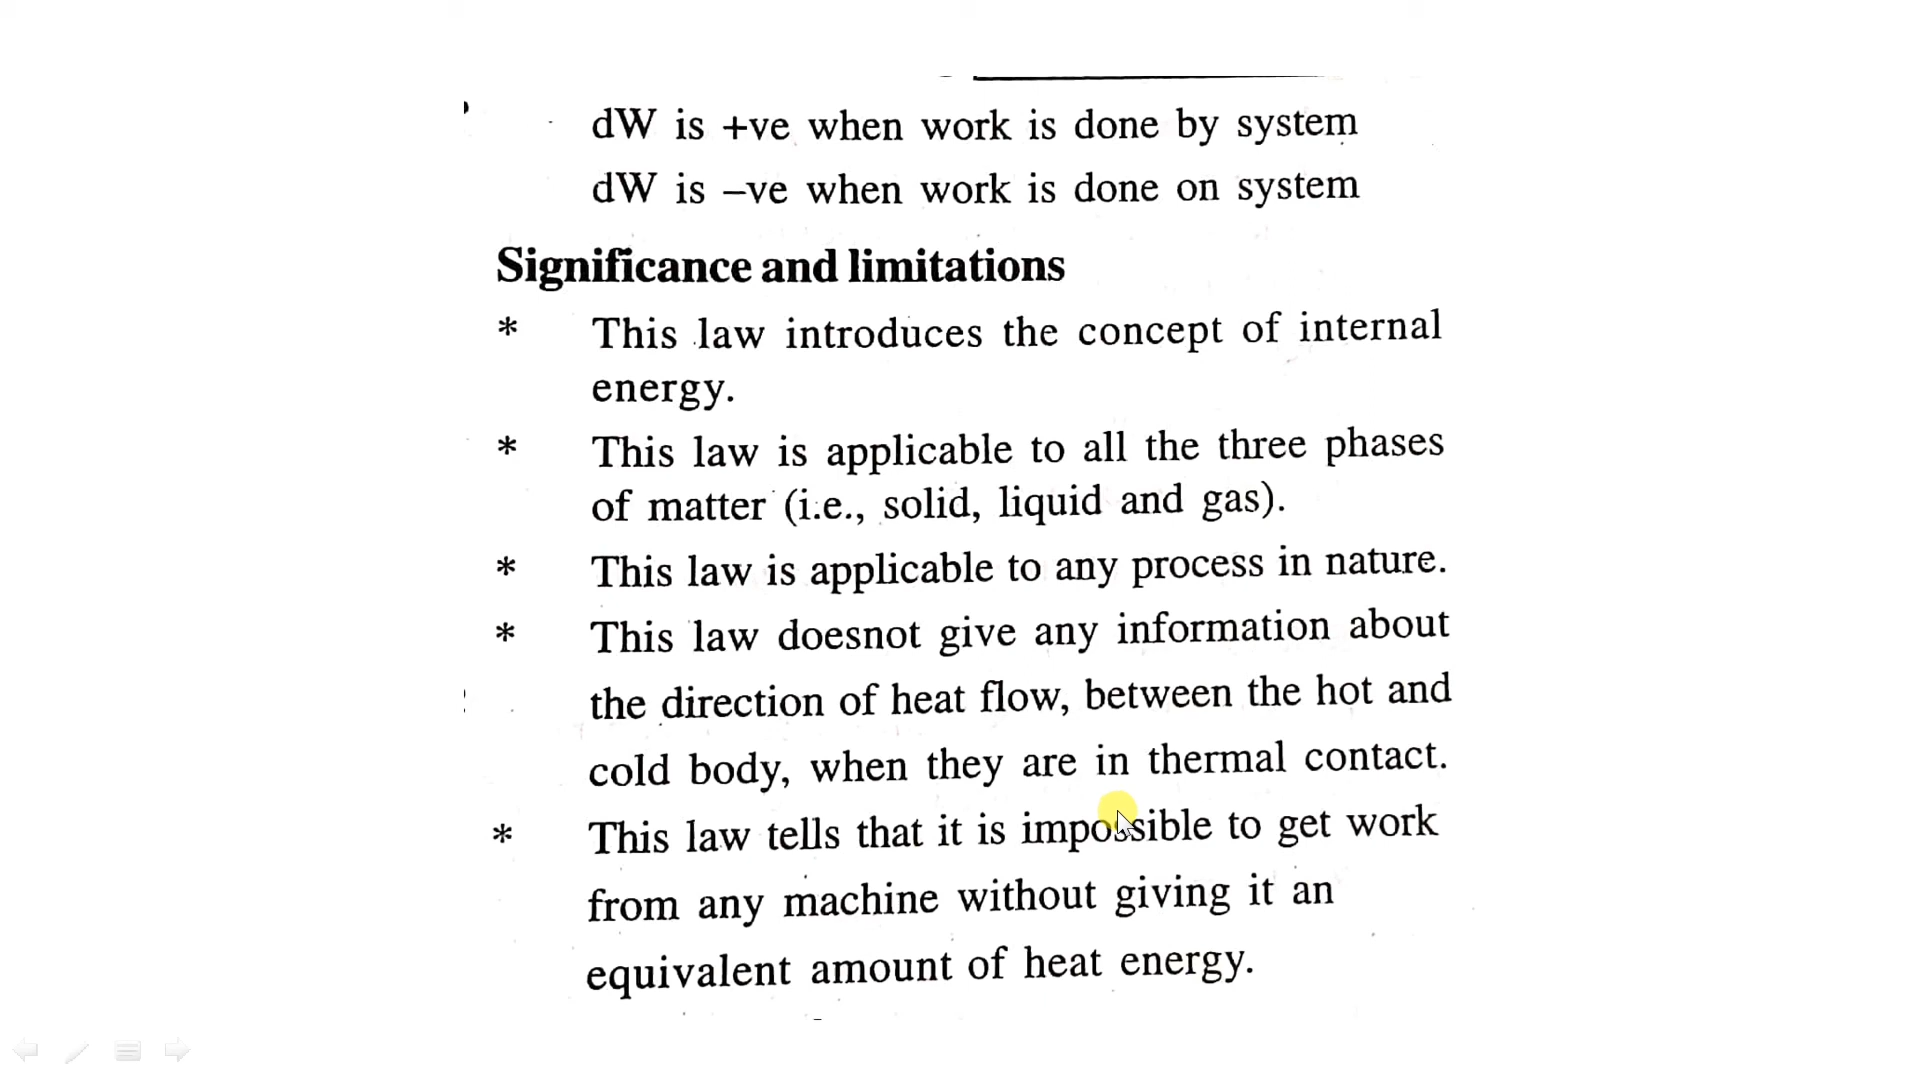 dW is +ve when work is done by system
dW is –ve when work is done on system
Significance and limitations
* This law introduces the concept of internal
energy.
* This law is applicable to all the three phases
of matter (i.e., solid, liquid and gas).
* This law is applicable to any process in nature.
* This law doesnot give any information about
the direction of heat flow, between the hot and
cold body, when they are in thermal contact.
* This law tells that it is impossible to get work
from any machine without giving it an
equivalent amount of heat energy.